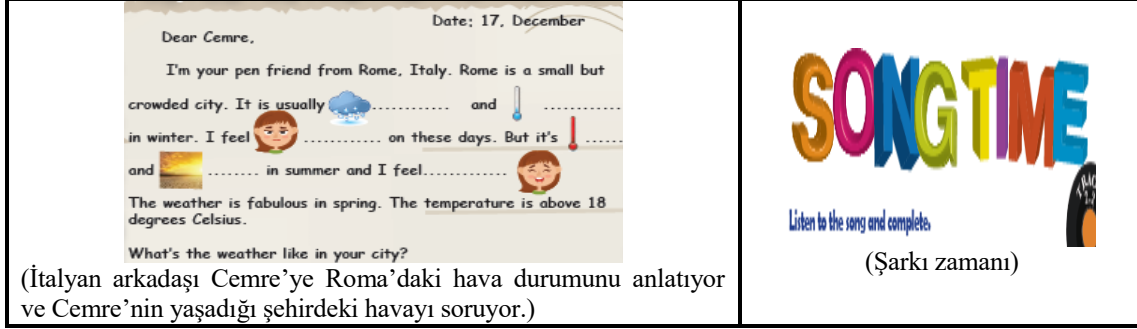 Date; 17, December
Dear Cemre,
I'm your pen friend from Rome, Italy. Rome is a small but
crowded city. It is usually ............ and ............
in winter. I feel ............ on these days. But it's ......
and ........ in summer and I feel.............
The weather is fabulous in spring. The temperature is above 18
degrees Celsius.
What's the weather like in your city?
(İtalyan arkadaşı Cemre'ye Roma'daki hava durumunu anlatıyor
ve Cemre'nin yaşadığı şehirdeki havayı soruyor.)
SONG TIME
Listen to the song and complete.
(Şarkı zamanı)